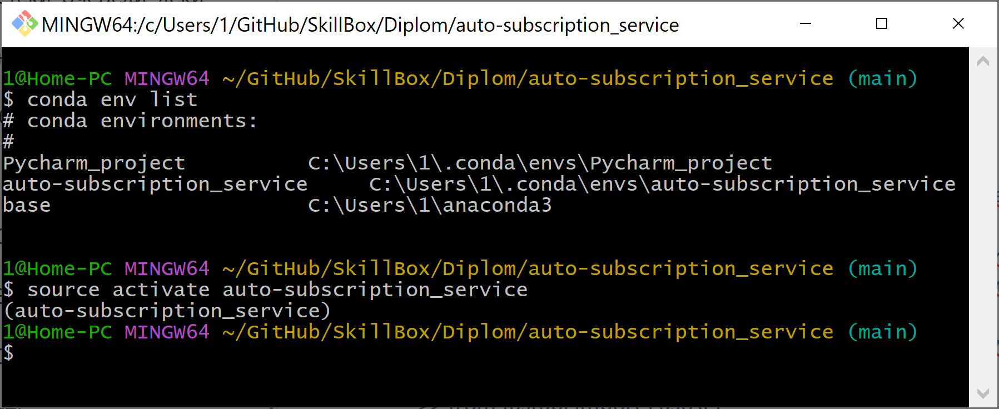 MINGW64:/c/Users/1/GitHub/SkillBox/Diplom/auto-subscription_service
1@Home-PC MINGW64 ~/GitHub/SkillBox/Diplom/auto-subscription_service (main)
$ conda env list
# conda environments:
#
Pycharm_project          C:\Users\1\.conda\envs\Pycharm_project
auto-subscription_service     C:\Users\1\.conda\envs\auto-subscription_service
base                     C:\Users\1\anaconda3
1@Home-PC MINGW64 ~/GitHub/SkillBox/Diplom/auto-subscription_service (main)
$ source activate auto-subscription_service
(auto-subscription_service)
1@Home-PC MINGW64 ~/GitHub/SkillBox/Diplom/auto-subscription_service (main)
$